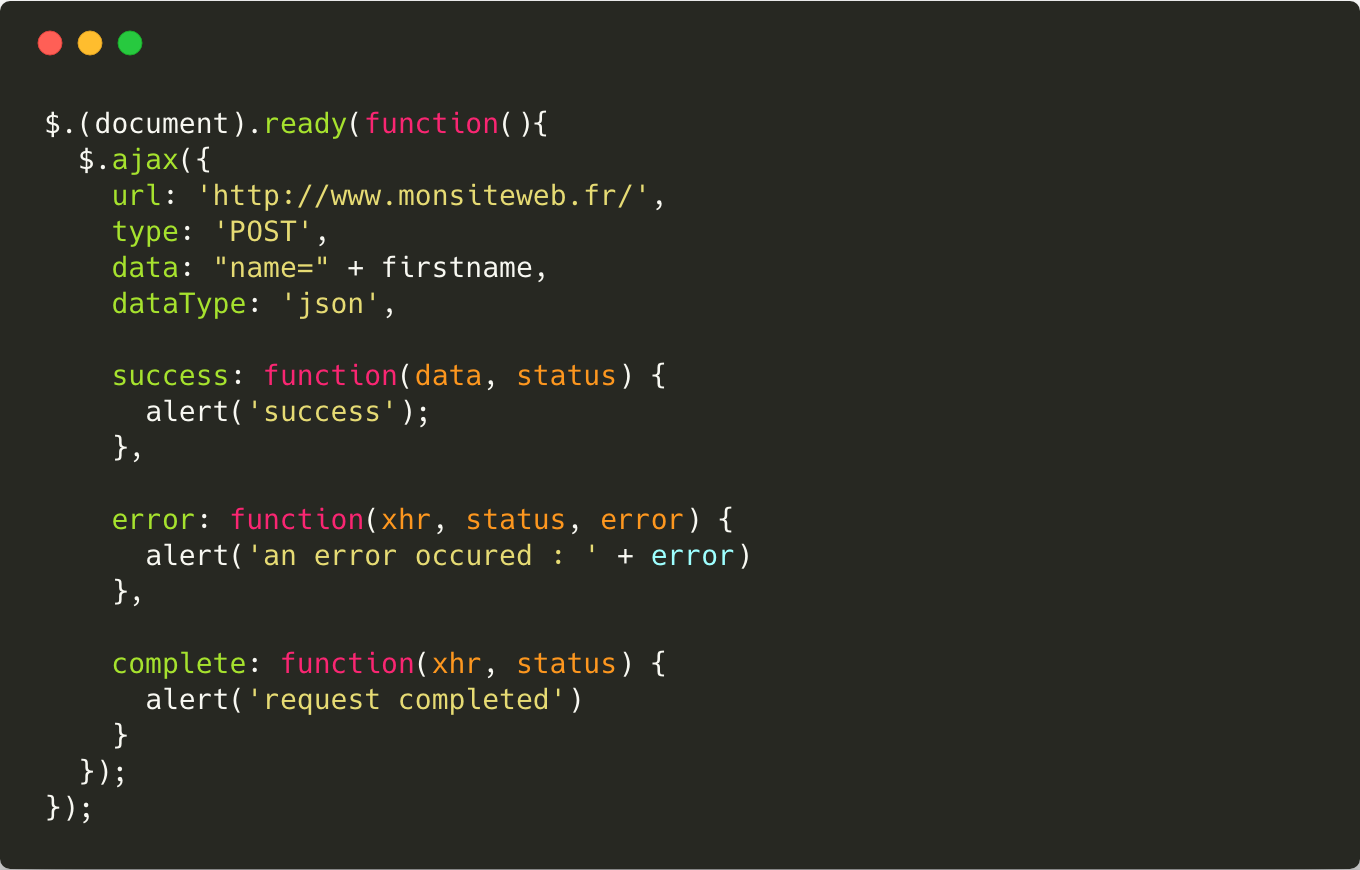 $.(document).ready(function(){
  $.ajax({
    url: 'http://www.monsiteweb.fr/',
    type: 'POST',
    data: "name=" + firstname,
    dataType: 'json',

    success: function(data, status) {
      alert('success');
    },

    error: function(xhr, status, error) {
      alert('an error occured : ' + error)
    },

    complete: function(xhr, status) {
      alert('request completed')
    }
  });
});